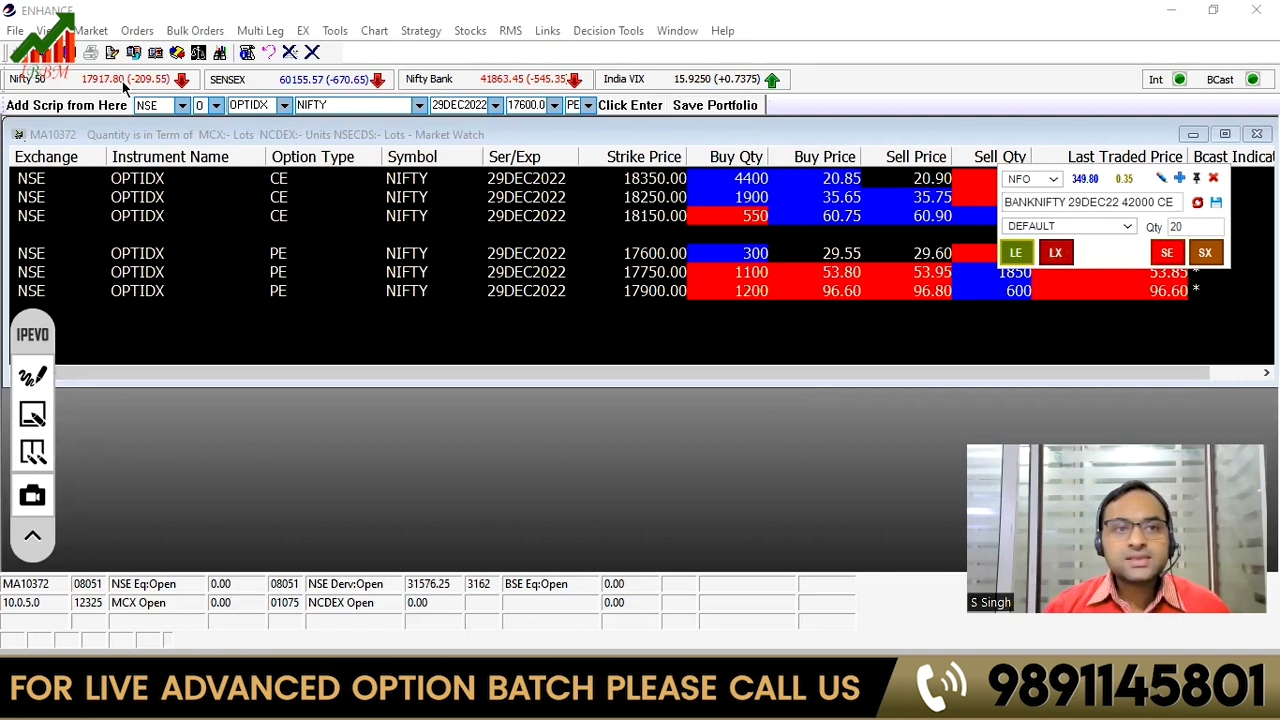 ENHANCE
File View Market Orders Bulk Orders Multi Leg EX Tools Chart Strategy Stocks RMS Links Decision Tools Window Help
IBBM
Nifty 50 17917.80 (-209.55) SENSEX 60155.57 (-670.65) Nifty Bank 41863.45 (-545.35) India VIX 15.9250 (+0.7375) Int BCast
Add Scrip from Here NSE 0 OPTIDX NIFTY 29DEC2022 17600.0 PE Click Enter Save Portfolio
MA10372 Quantity is in Term of MCX:- Lots NCDEX:- Units NSECDS:- Lots - Market Watch
Exchange Instrument Name Option Type Symbol Ser/Exp Strike Price Buy Qty Buy Price Sell Price Sell Qty Last Traded Price Bcast Indicat
NSE OPTIDX CE NIFTY 29DEC2022 18350.00 4400 20.85 20.90
NSE OPTIDX CE NIFTY 29DEC2022 18250.00 1900 35.65 35.75
NSE OPTIDX CE NIFTY 29DEC2022 18150.00 550 60.75 60.90
NSE OPTIDX PE NIFTY 29DEC2022 17600.00 300 29.55 29.60
NSE OPTIDX PE NIFTY 29DEC2022 17750.00 1100 53.80 53.95 1850 53.85 *
NSE OPTIDX PE NIFTY 29DEC2022 17900.00 1200 96.60 96.80 600 96.60 *
NFO 349.80 0.35
BANKNIFTY 29DEC22 42000 CE
DEFAULT Qty 20
LE LX SE SX
IPEVO
S Singh
MA10372 08051 NSE Eq:Open 0.00 08051 NSE Derv:Open 31576.25 3162 BSE Eq:Open 0.00
10.0.5.0 12325 MCX Open 0.00 01075 NCDEX Open 0.00 0.00
FOR LIVE ADVANCED OPTION BATCH PLEASE CALL US 9891145801